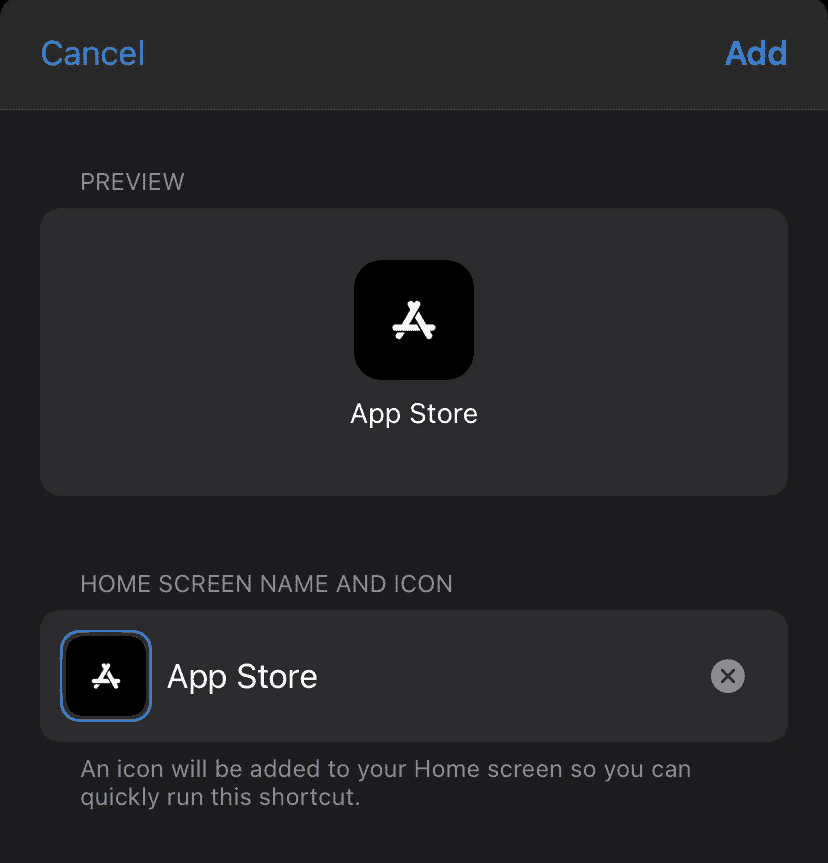 Cancel
Add
PREVIEW
App Store
HOME SCREEN NAME AND ICON
App Store
An icon will be added to your Home screen so you can
quickly run this shortcut.